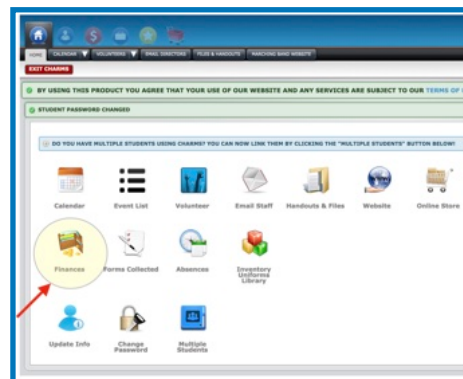 HOME CALENDAR VOLUNTEERS EMAIL DIRECTORS FILES & HANDOUTS MARCHING BAND WEBSITE
EXIT CHARMS
BY USING THIS PRODUCT YOU AGREE THAT YOUR USE OF OUR WEBSITE AND ANY SERVICES ARE SUBJECT TO OUR TERMS OF
STUDENT PASSWORD CHANGED
DO YOU HAVE MULTIPLE STUDENTS USING CHARMS? YOU CAN NOW LINK THEM BY CLICKING THE "MULTIPLE STUDENTS" BUTTON BELOW!
Calendar Event List Volunteer Email Staff Handouts & Files Website Online Store
Finances Forms Collected Absences Inventory
Uniforms
Library
Update Info Change Multiple
Password Students